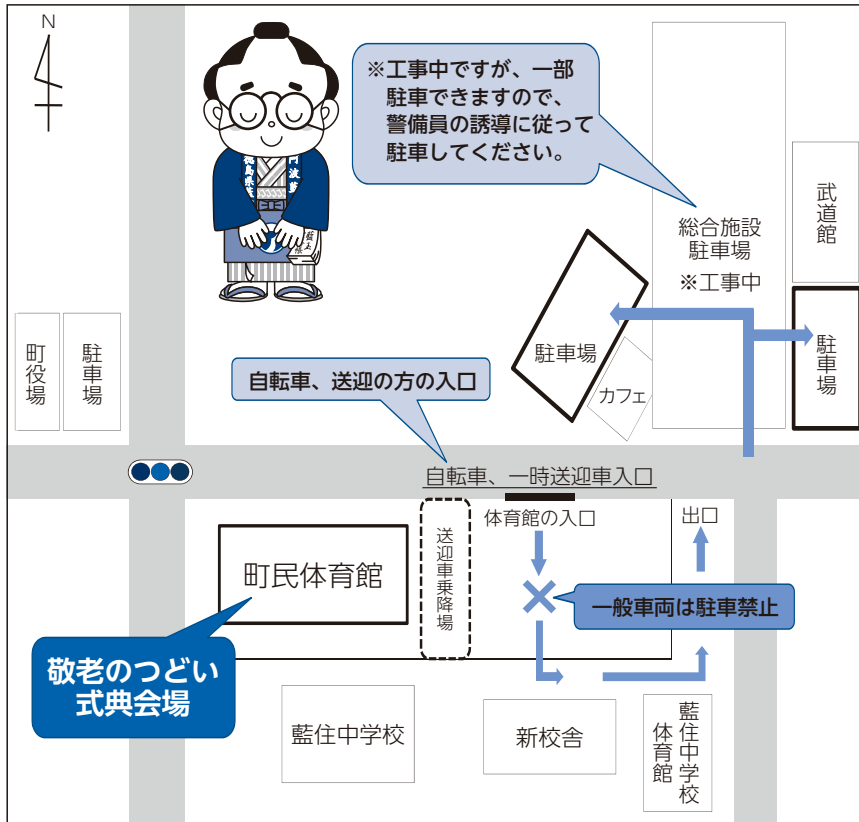 N
※工事中ですが、一部
駐車できますので、
警備員の誘導に従って
駐車してください。
武道館
総合施設
駐車場
※工事中
町役場
駐車場
駐車場
カフェ
駐車場
自転車、送迎の方の入口
自転車、一時送迎車入口
体育館の入口
出口
送迎車乗降場
町民体育館
一般車両は駐車禁止
敬老のつどい
式典会場
藍住中学校
新校舎
藍住中学校
体育館